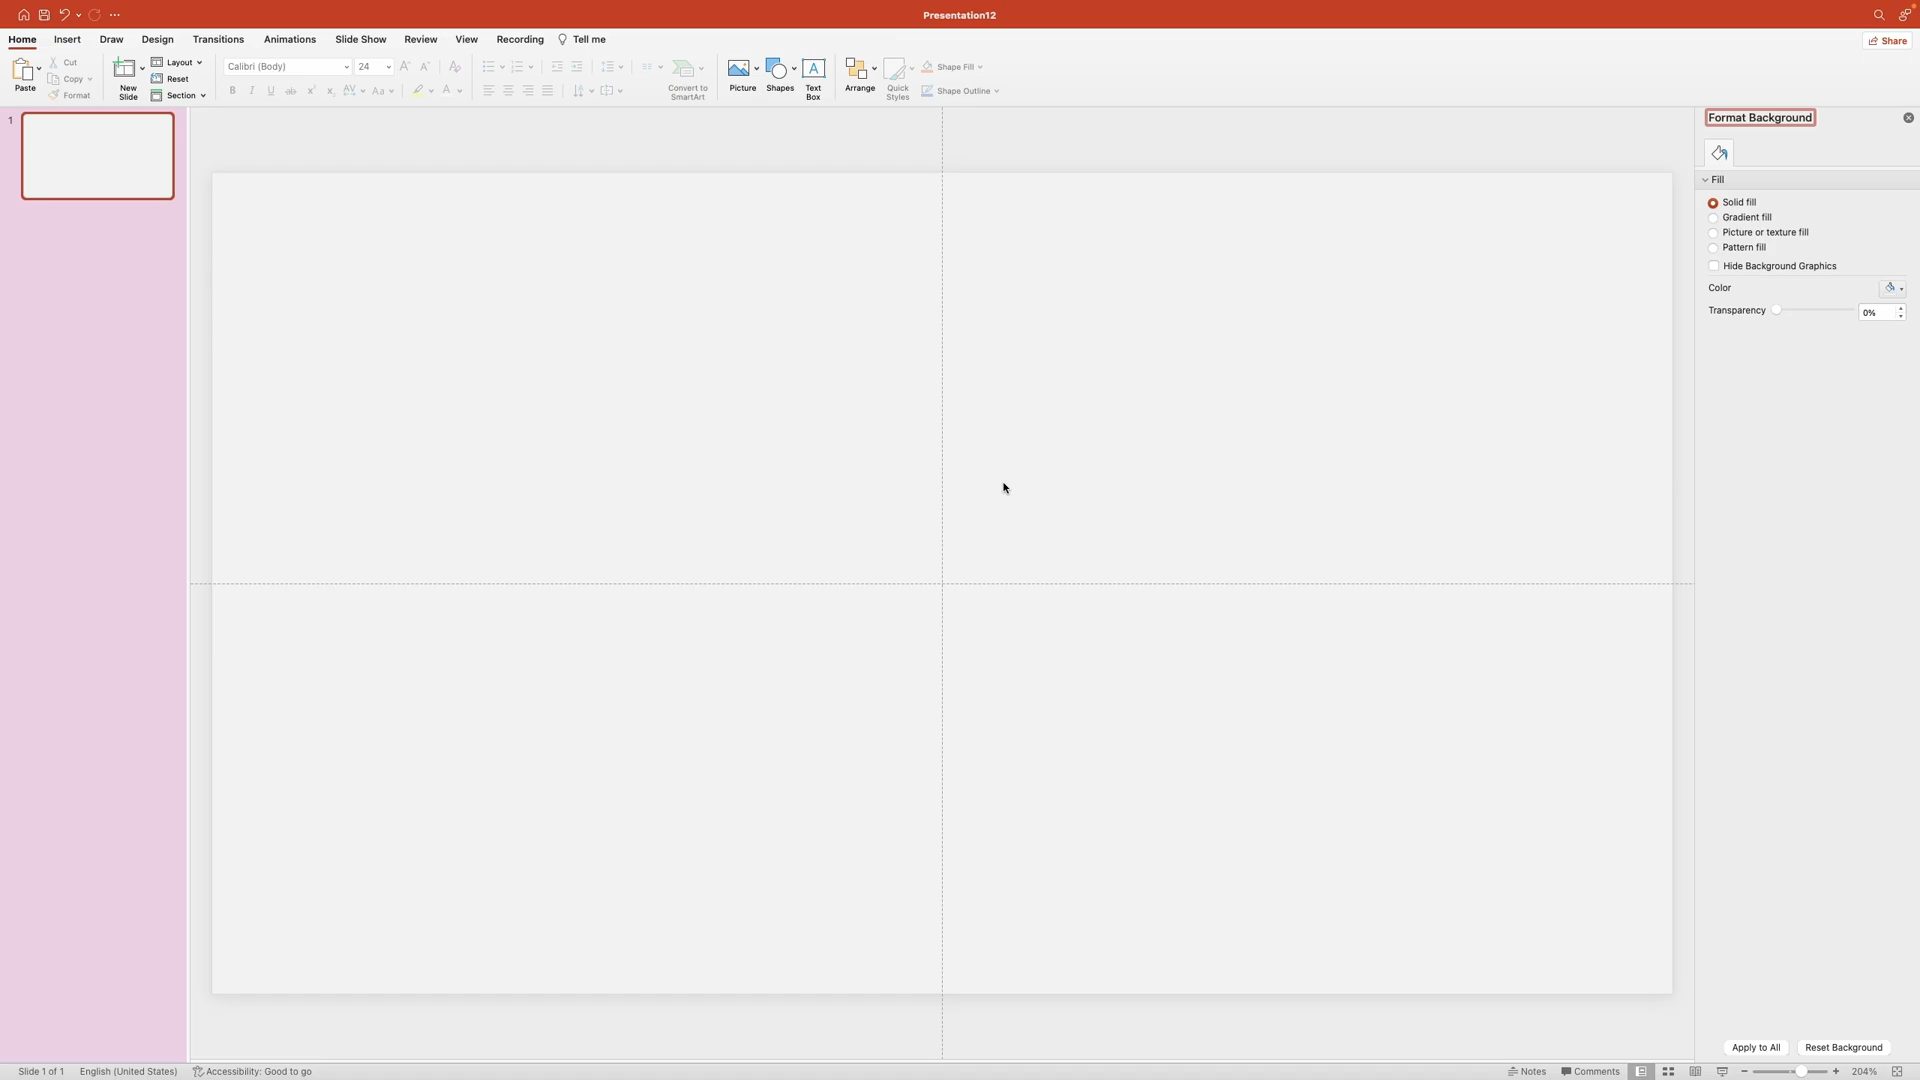 Presentation12
Home Insert Draw Design Transitions Animations Slide Show Review View Recording Tell me Share
Paste
Cut
Copy
Format
New
Slide
Layout
Reset
Section
Calibri (Body) 24
B I U ab X X AV Aa A
Convert to
SmartArt
Picture
Shapes
A
Text
Box
Arrange
Quick
Styles
Shape Fill
Shape Outline
1
Format Background
Fill
Solid fill
Gradient fill
Picture or texture fill
Pattern fill
Hide Background Graphics
Color
Transparency 0%
Apply to All Reset Background
Slide 1 of 1 English (United States) Accessibility: Good to go Notes Comments 204%